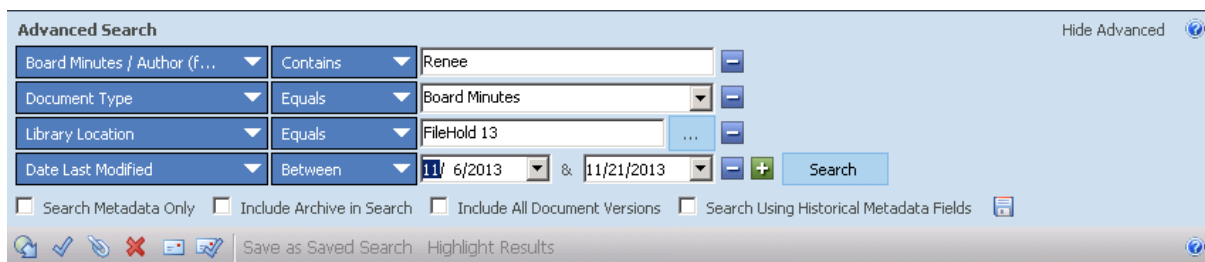 Advanced Search Hide Advanced
Board Minutes / Author (f... Contains Renee
Document Type Equals Board Minutes
Library Location Equals FileHold 13 ...
Date Last Modified Between 11/ 6/2013 & 11/21/2013 Search
Search Metadata Only Include Archive in Search Include All Document Versions Search Using Historical Metadata Fields
Save as Saved Search Highlight Results